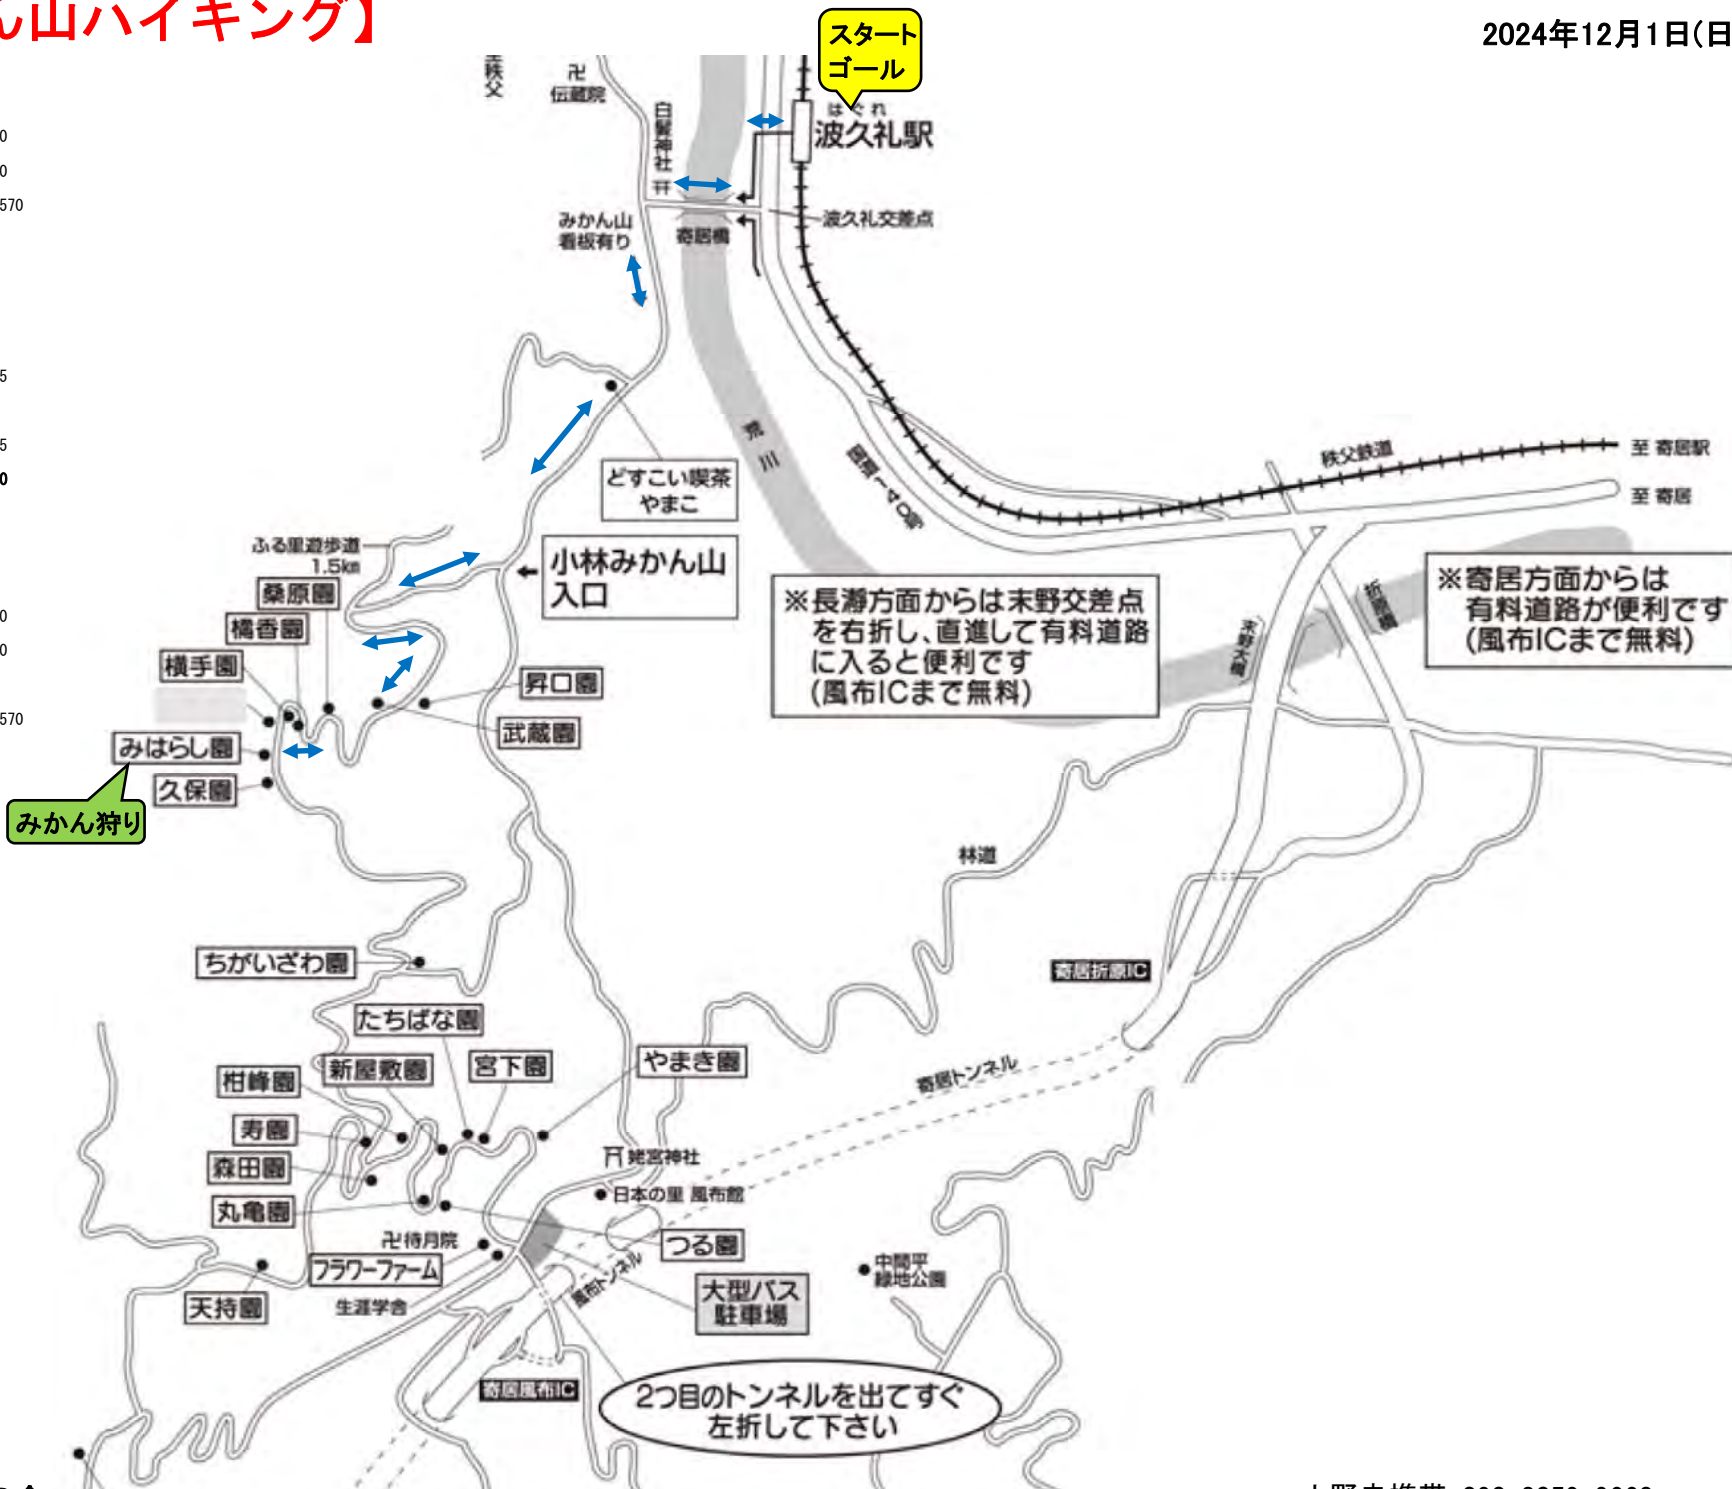 ん山ハイキング】
2024年12月1日(日
スタート
ゴール
秩父
卍
伝蔵院
白鬚神社
はぐれ
波久礼駅
0
0
570
みかん山
看板有り
寄居橋
波久礼交差点
5
5
0
どすこい喫茶
やまこ
荒川
国道140号
秩父鉄道
至 寄居駅
至 寄居
ふる里遊歩道
1.5km
小林みかん山
入口
桑原園
橘香園
横手園
みはらし園
久保園
みかん狩り
0
0
570
昇口園
武蔵園
※長瀞方面からは末野交差点
を右折し、直進して有料道路
に入ると便利です
(風布ICまで無料)
末野大橋
折原橋
※寄居方面からは
有料道路が便利です
(風布ICまで無料)
林道
ちがいざわ園
寄居折原IC
たちばな園
新屋敷園
宮下園
やまき園
柑峰園
寿園
森田園
丸亀園
寄居トンネル
姥宮神社
日本の里 風布館
卍待月院
フラワーファーム
つる園
天持園
生涯学舎
風布トンネル
大型バス
駐車場
中間平
緑地公園
寄居風布IC
2つ目のトンネルを出てすぐ
左折して下さい